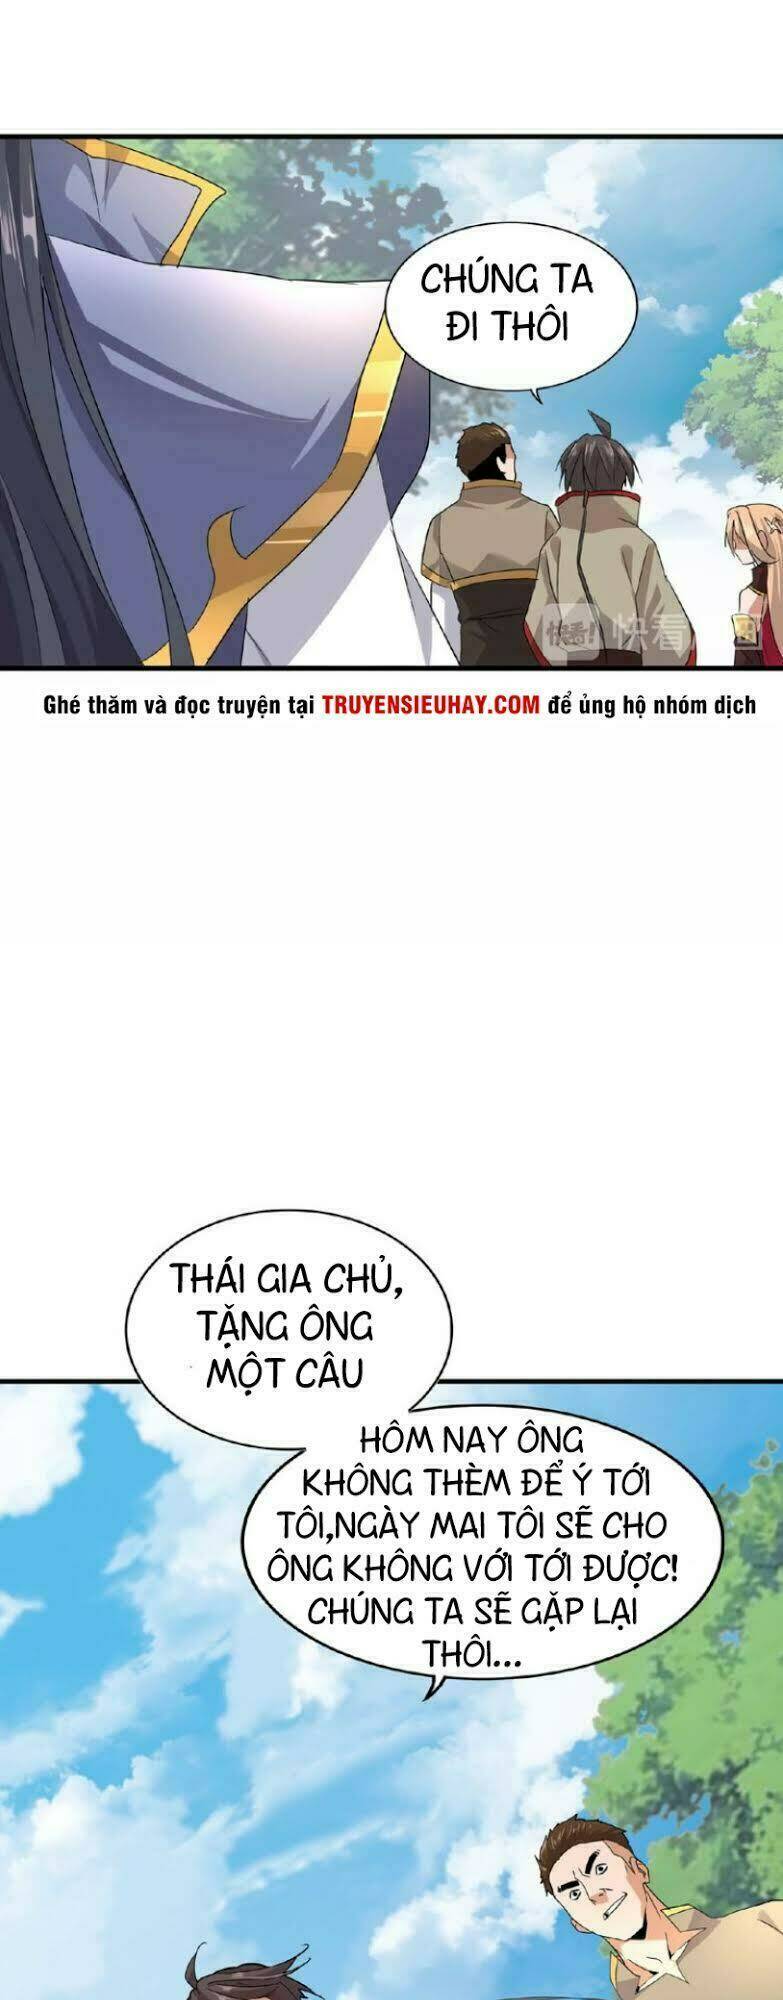 CHÚNG TA
ĐI THÔI
快看
Ghé thăm và đọc truyện tại TRUYENSIEUHAY.COM để ủng hộ nhóm dịch
THÁI GIA CHỦ,
TẶNG ÔNG
MỘT CÂU
HÔM NAY ÔNG
KHÔNG THÈM ĐỂ Ý TỚI
TÔI,NGÀY MAI TÔI SẼ CHO
ÔNG KHÔNG VỚI TỚI ĐƯỢC!
CHÚNG TA SẼ GẶP LẠI
THÔI...